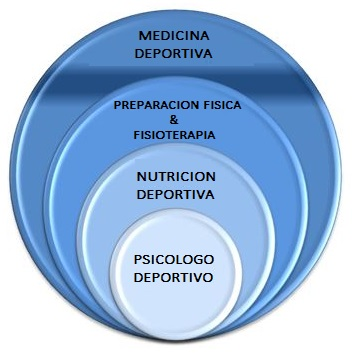 MEDICINA
DEPORTIVA
PREPARACION FISICA
&
FISIOTERAPIA
NUTRICION
DEPORTIVA
PSICOLOGO
DEPORTIVO